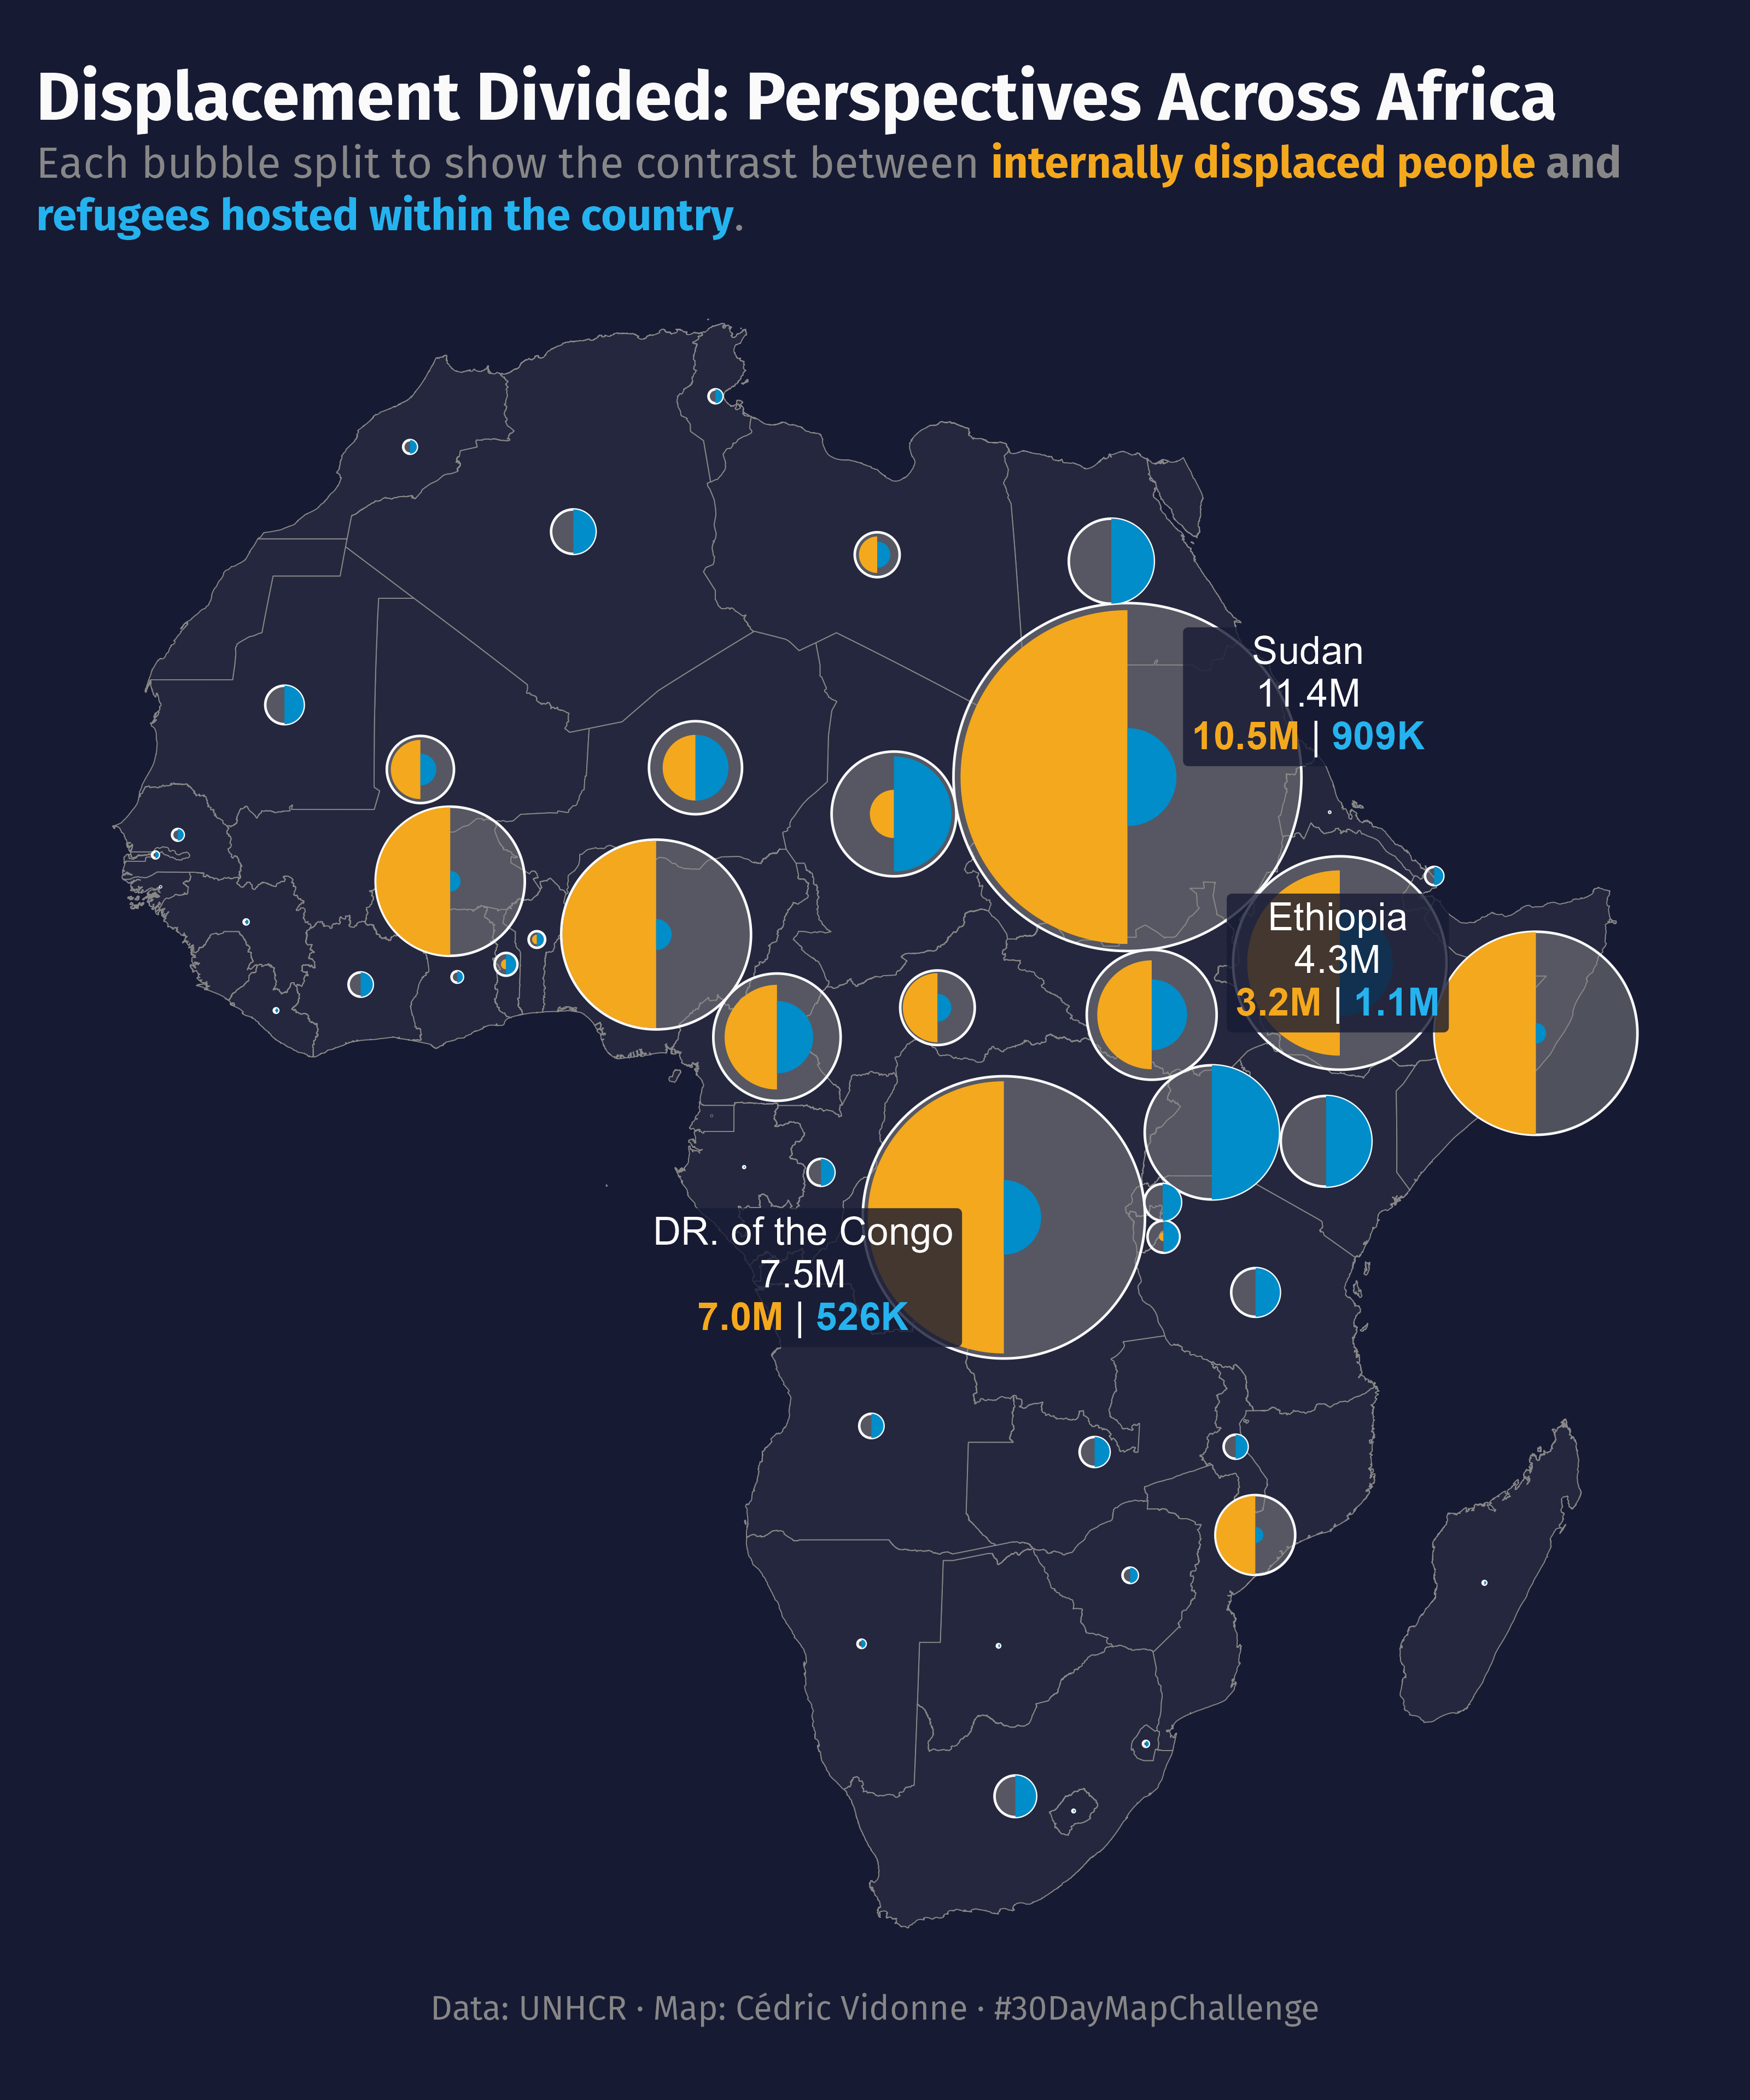 Displacement Divided: Perspectives Across Africa
Each bubble split to show the contrast between internally displaced people and
refugees hosted within the country.
Sudan
11.4M
10.5M | 909K
Ethiopia
4.3M
3.2M | 1.1M
DR. of the Congo
7.5M
7.0M | 526K
Data: UNHCR · Map: Cédric Vidonne · #30DayMapChallenge